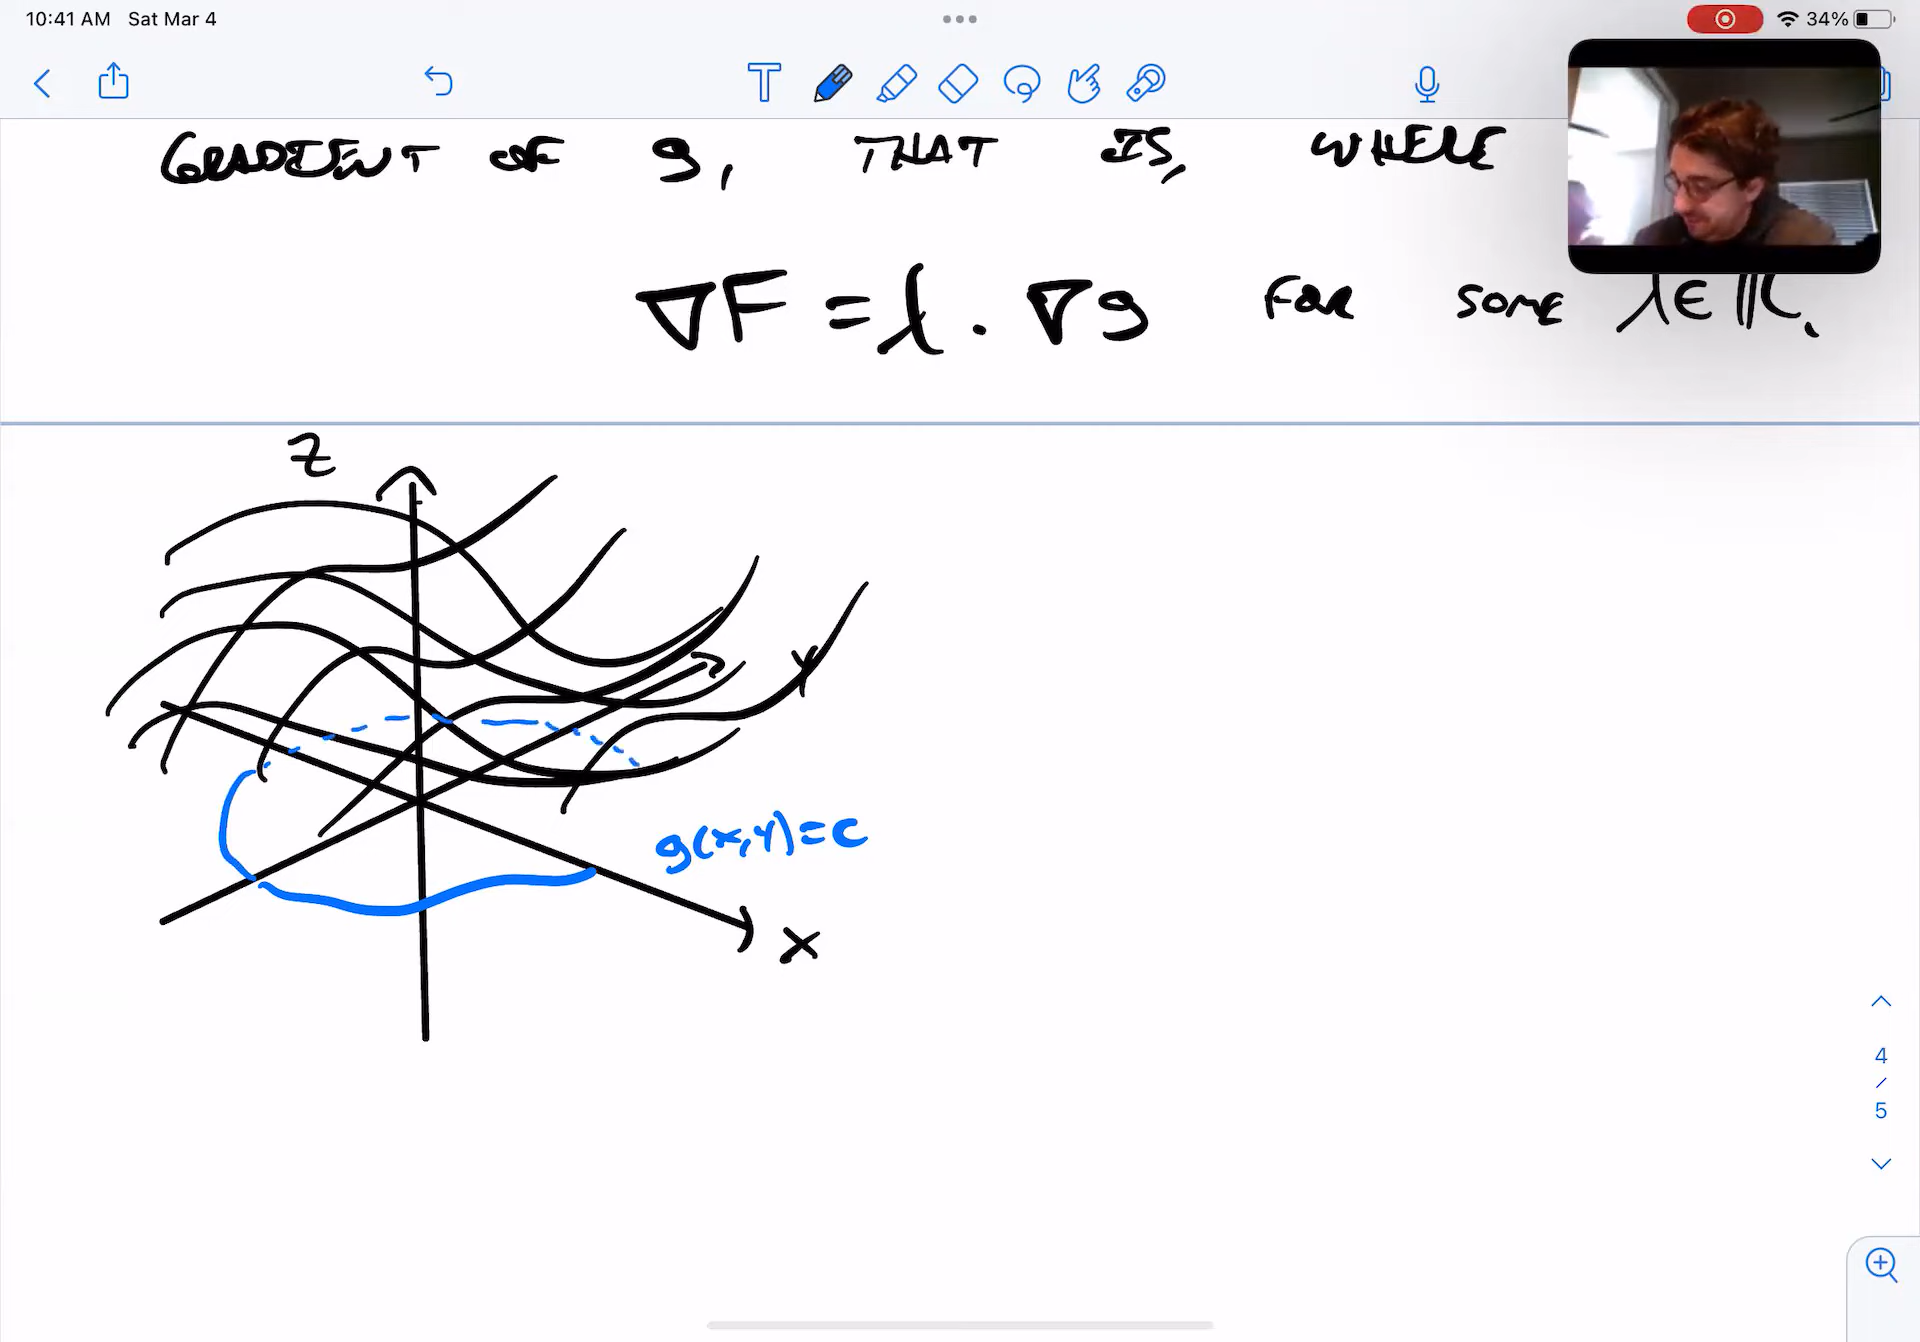 10:41 AM Sat Mar 4
34%
T
GRADIENT OF g, THAT IS, WHERE
∇F = λ · ∇g FOR SOME λ∈ℝ.
Z
Y
g(x,y)=c
X
4
/
5